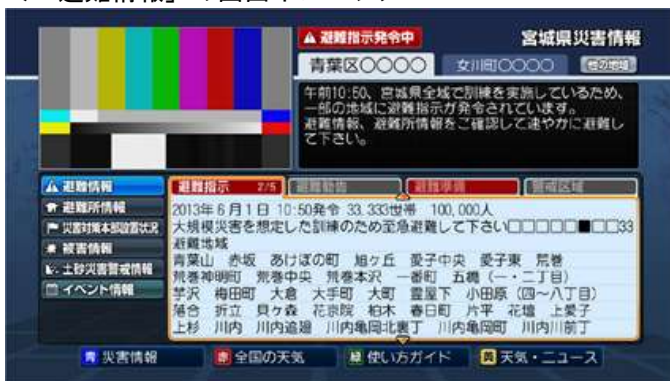 ▲ 避難指示発令中
宮城県災害情報
青葉区〇〇〇〇
女川町〇〇〇〇
他の地域
午前10:50、宮城県全域で訓練を実施しているため、
一部の地域に避難指示が発令されています。
避難情報、避難所情報をご確認して速やかに避難し
て下さい。
避難情報
避難所情報
災害対策本部設置状況
被害情報
土砂災害警戒情報
イベント情報
避難指示 2/5
避難勧告
避難準備
警戒区域
2013年6月1日 10:50発令 33,333世帯 100,000人
大規模災害を想定した訓練のため至急避難して下さい□□□□□■□□33
避難地域
青葉山 赤坂 あけぼの町 旭ヶ丘 愛子中央 愛子東 荒巻
荒巻神明町 荒巻中央 荒巻本沢 一番町 五橋（一・二丁目）
芋沢 梅田町 大倉 大手町 大町 霊屋下 小田原（四～八丁目）
落合 折立 貝ヶ森 花京院 柏木 春日町 片平 花壇 上愛子
上杉 川内 川内追廻 川内亀岡北裏丁 川内亀岡町 川内川前丁
青 災害情報
赤 全国の天気
緑 使い方ガイド
黄 天気・ニュース